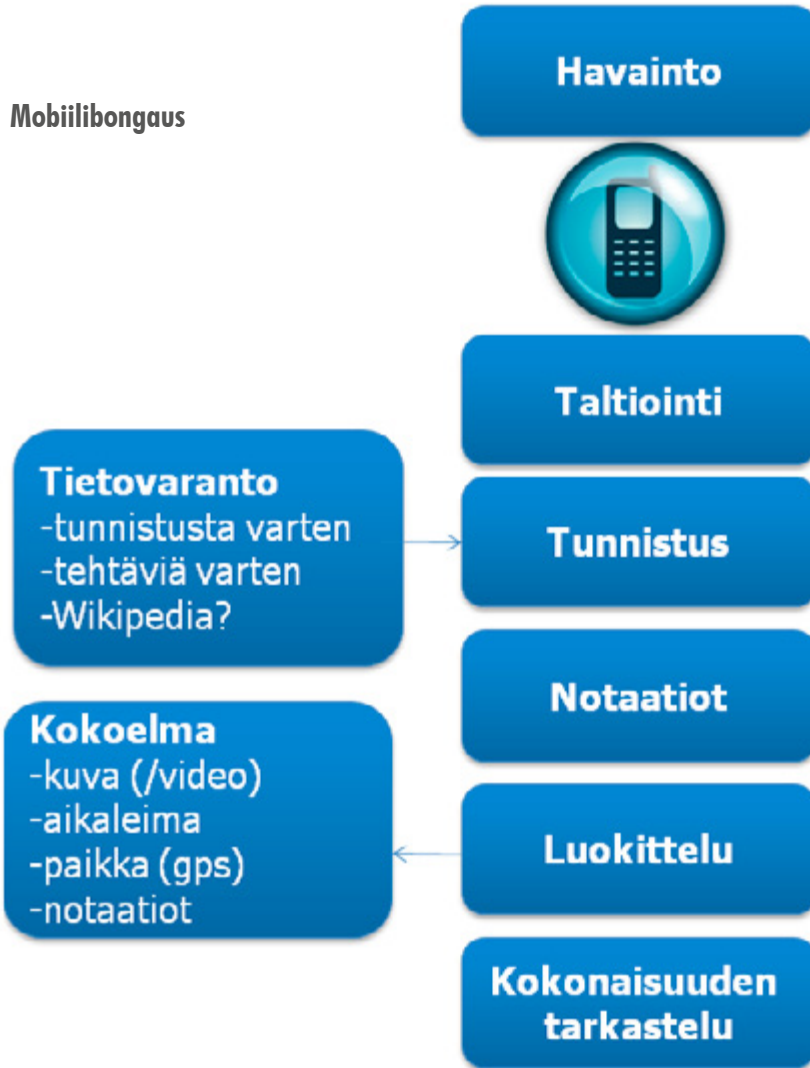 Mobiilibongaus
Havainto
Taltiointi
Tietovaranto
-tunnistusta varten
-tehtäviä varten
-Wikipedia?
Tunnistus
Notaatiot
Kokoelma
-kuva (/video)
-aikaleima
-paikka (gps)
-notaatiot
Luokittelu
Kokonaisuuden
tarkastelu